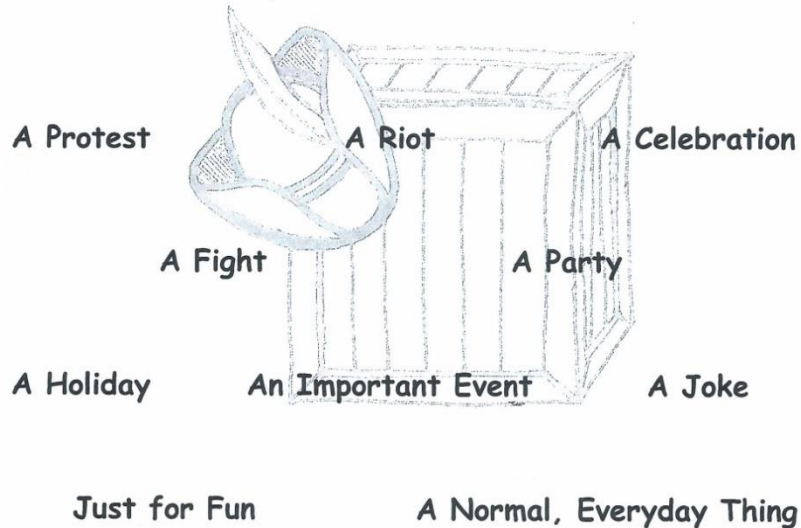 A Protest A Riot A Celebration
A Fight A Party
A Holiday An Important Event A Joke
Just for Fun A Normal, Everyday Thing